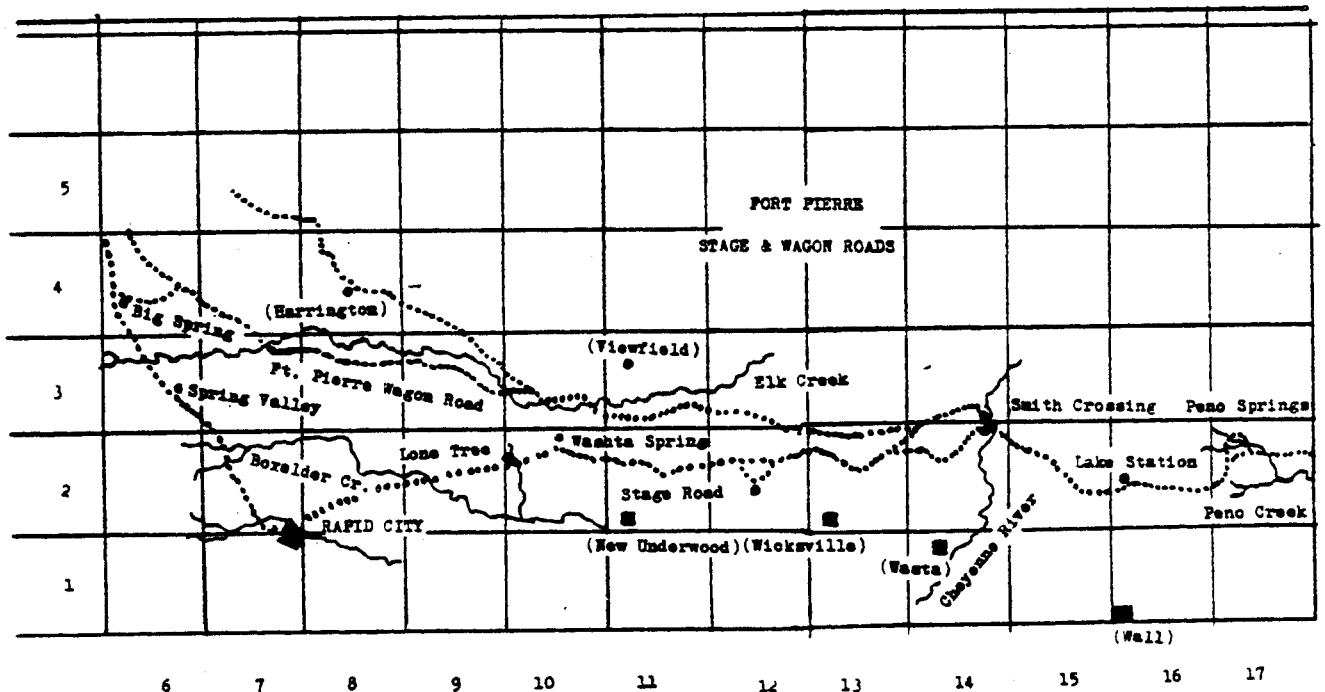 5
FORT PIERRE
STAGE & WAGON ROADS
4
(Harrington)
Big Spring
(Viewfield)
Ft. Pierre Wagon Road
Elk Creek
3
Spring Valley
Smith Crossing
Peno Springs
Washta Spring
Lone Tree
Boxelder Cr.
Lake Station
2
Stage Road
Peno Creek
RAPID CITY
(New Underwood)
(Wicksville)
(Wasta)
Cheyenne River
1
(Wall)
6 7 8 9 10 11 12 13 14 15 16 17